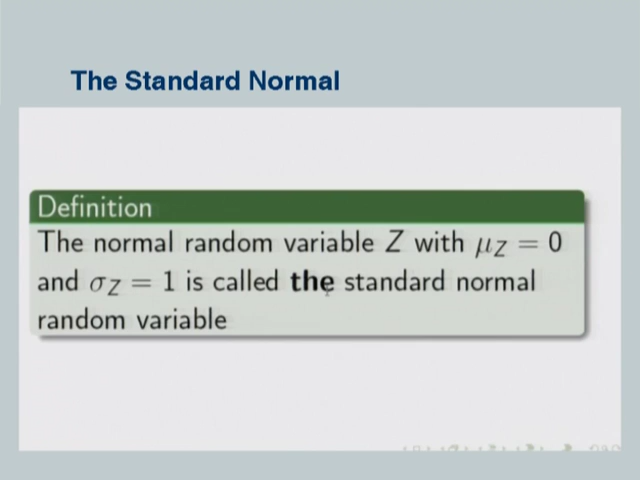 The Standard Normal
Definition
The normal random variable Z with μ_Z = 0
and σ_Z = 1 is called the standard normal
random variable